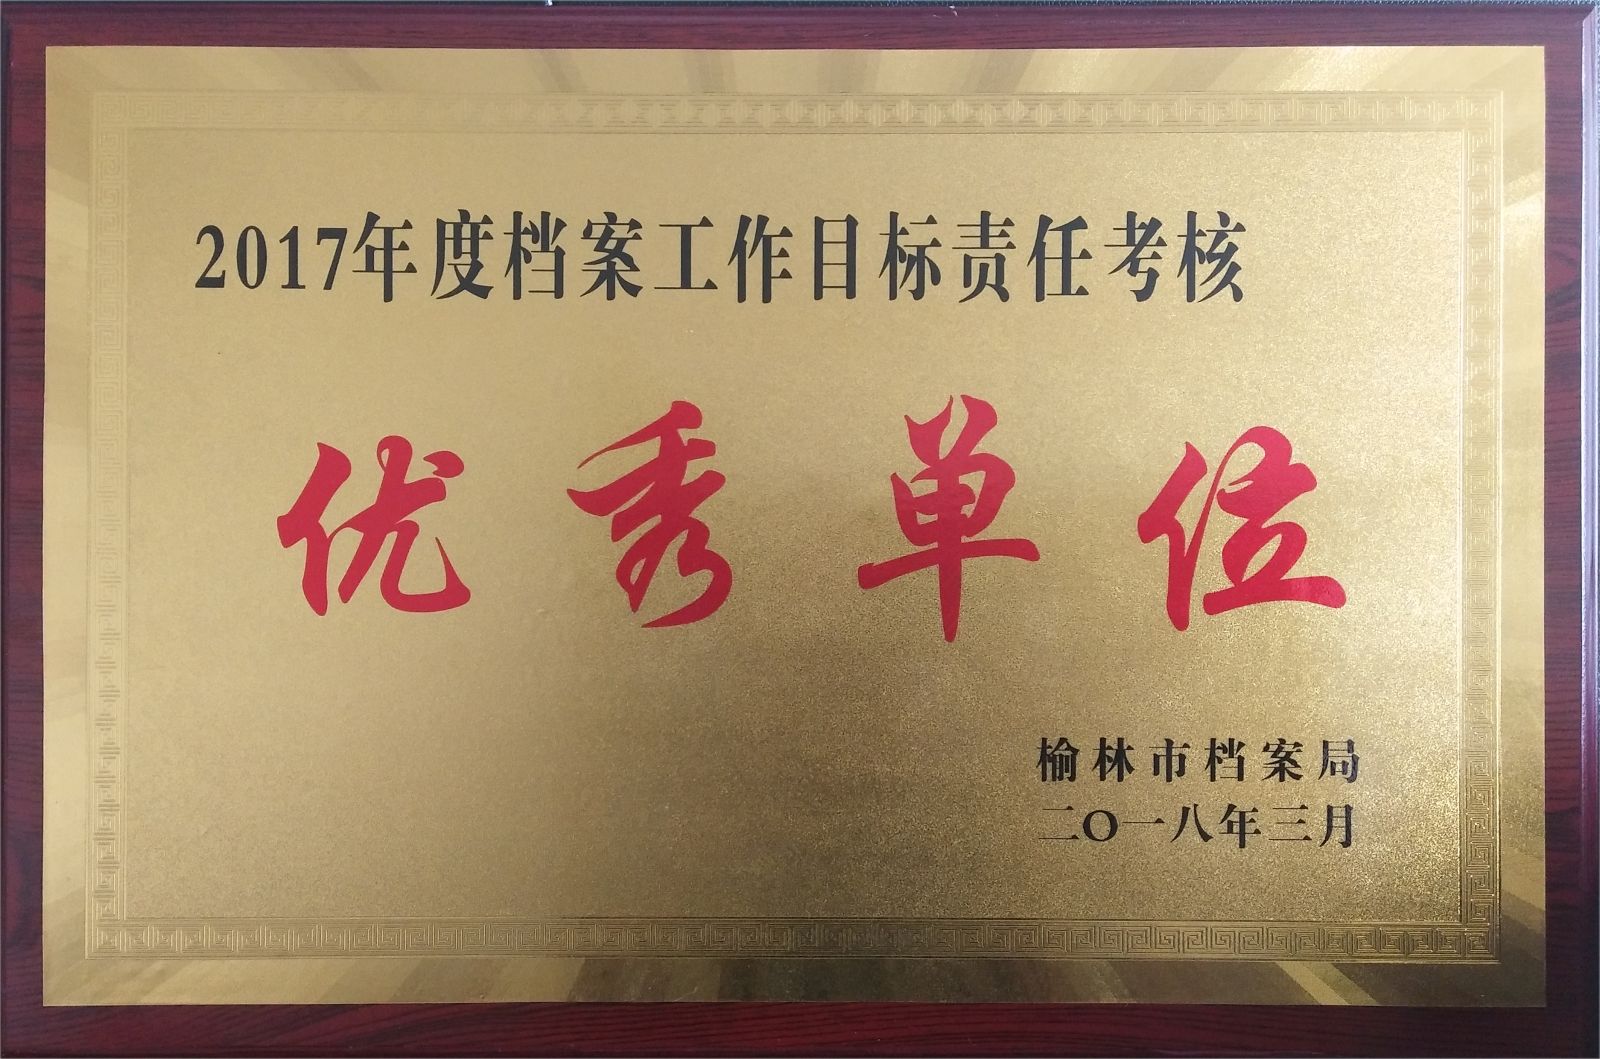 2017年度档案工作目标责任考核
优秀单位
榆林市档案局
二〇一八年三月